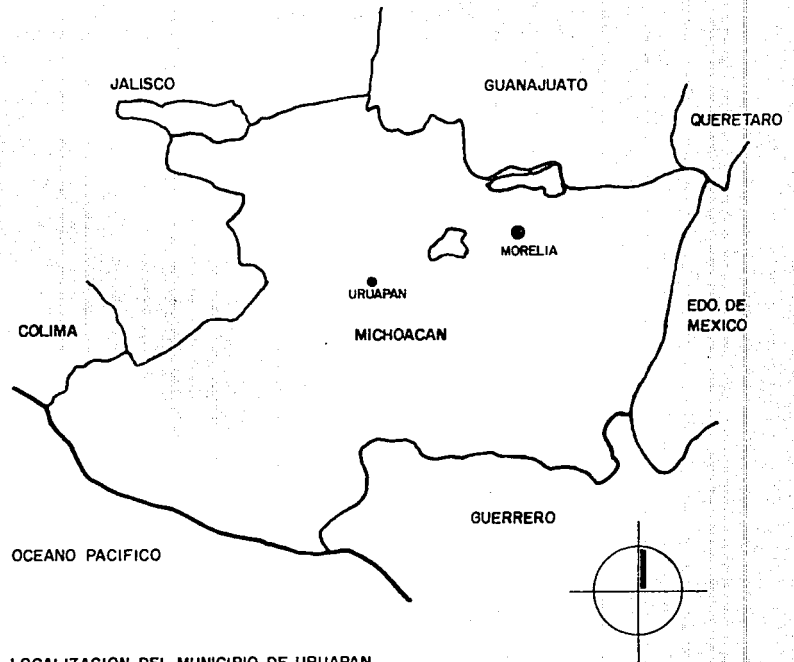 JALISCO
GUANAJUATO
QUERETARO
MORELIA
URUAPAN
EDO. DE
MEXICO
COLIMA
MICHOACAN
GUERRERO
OCEANO PACIFICO
LOCALIZACION DEL MUNICIPIO DE URUAPAN